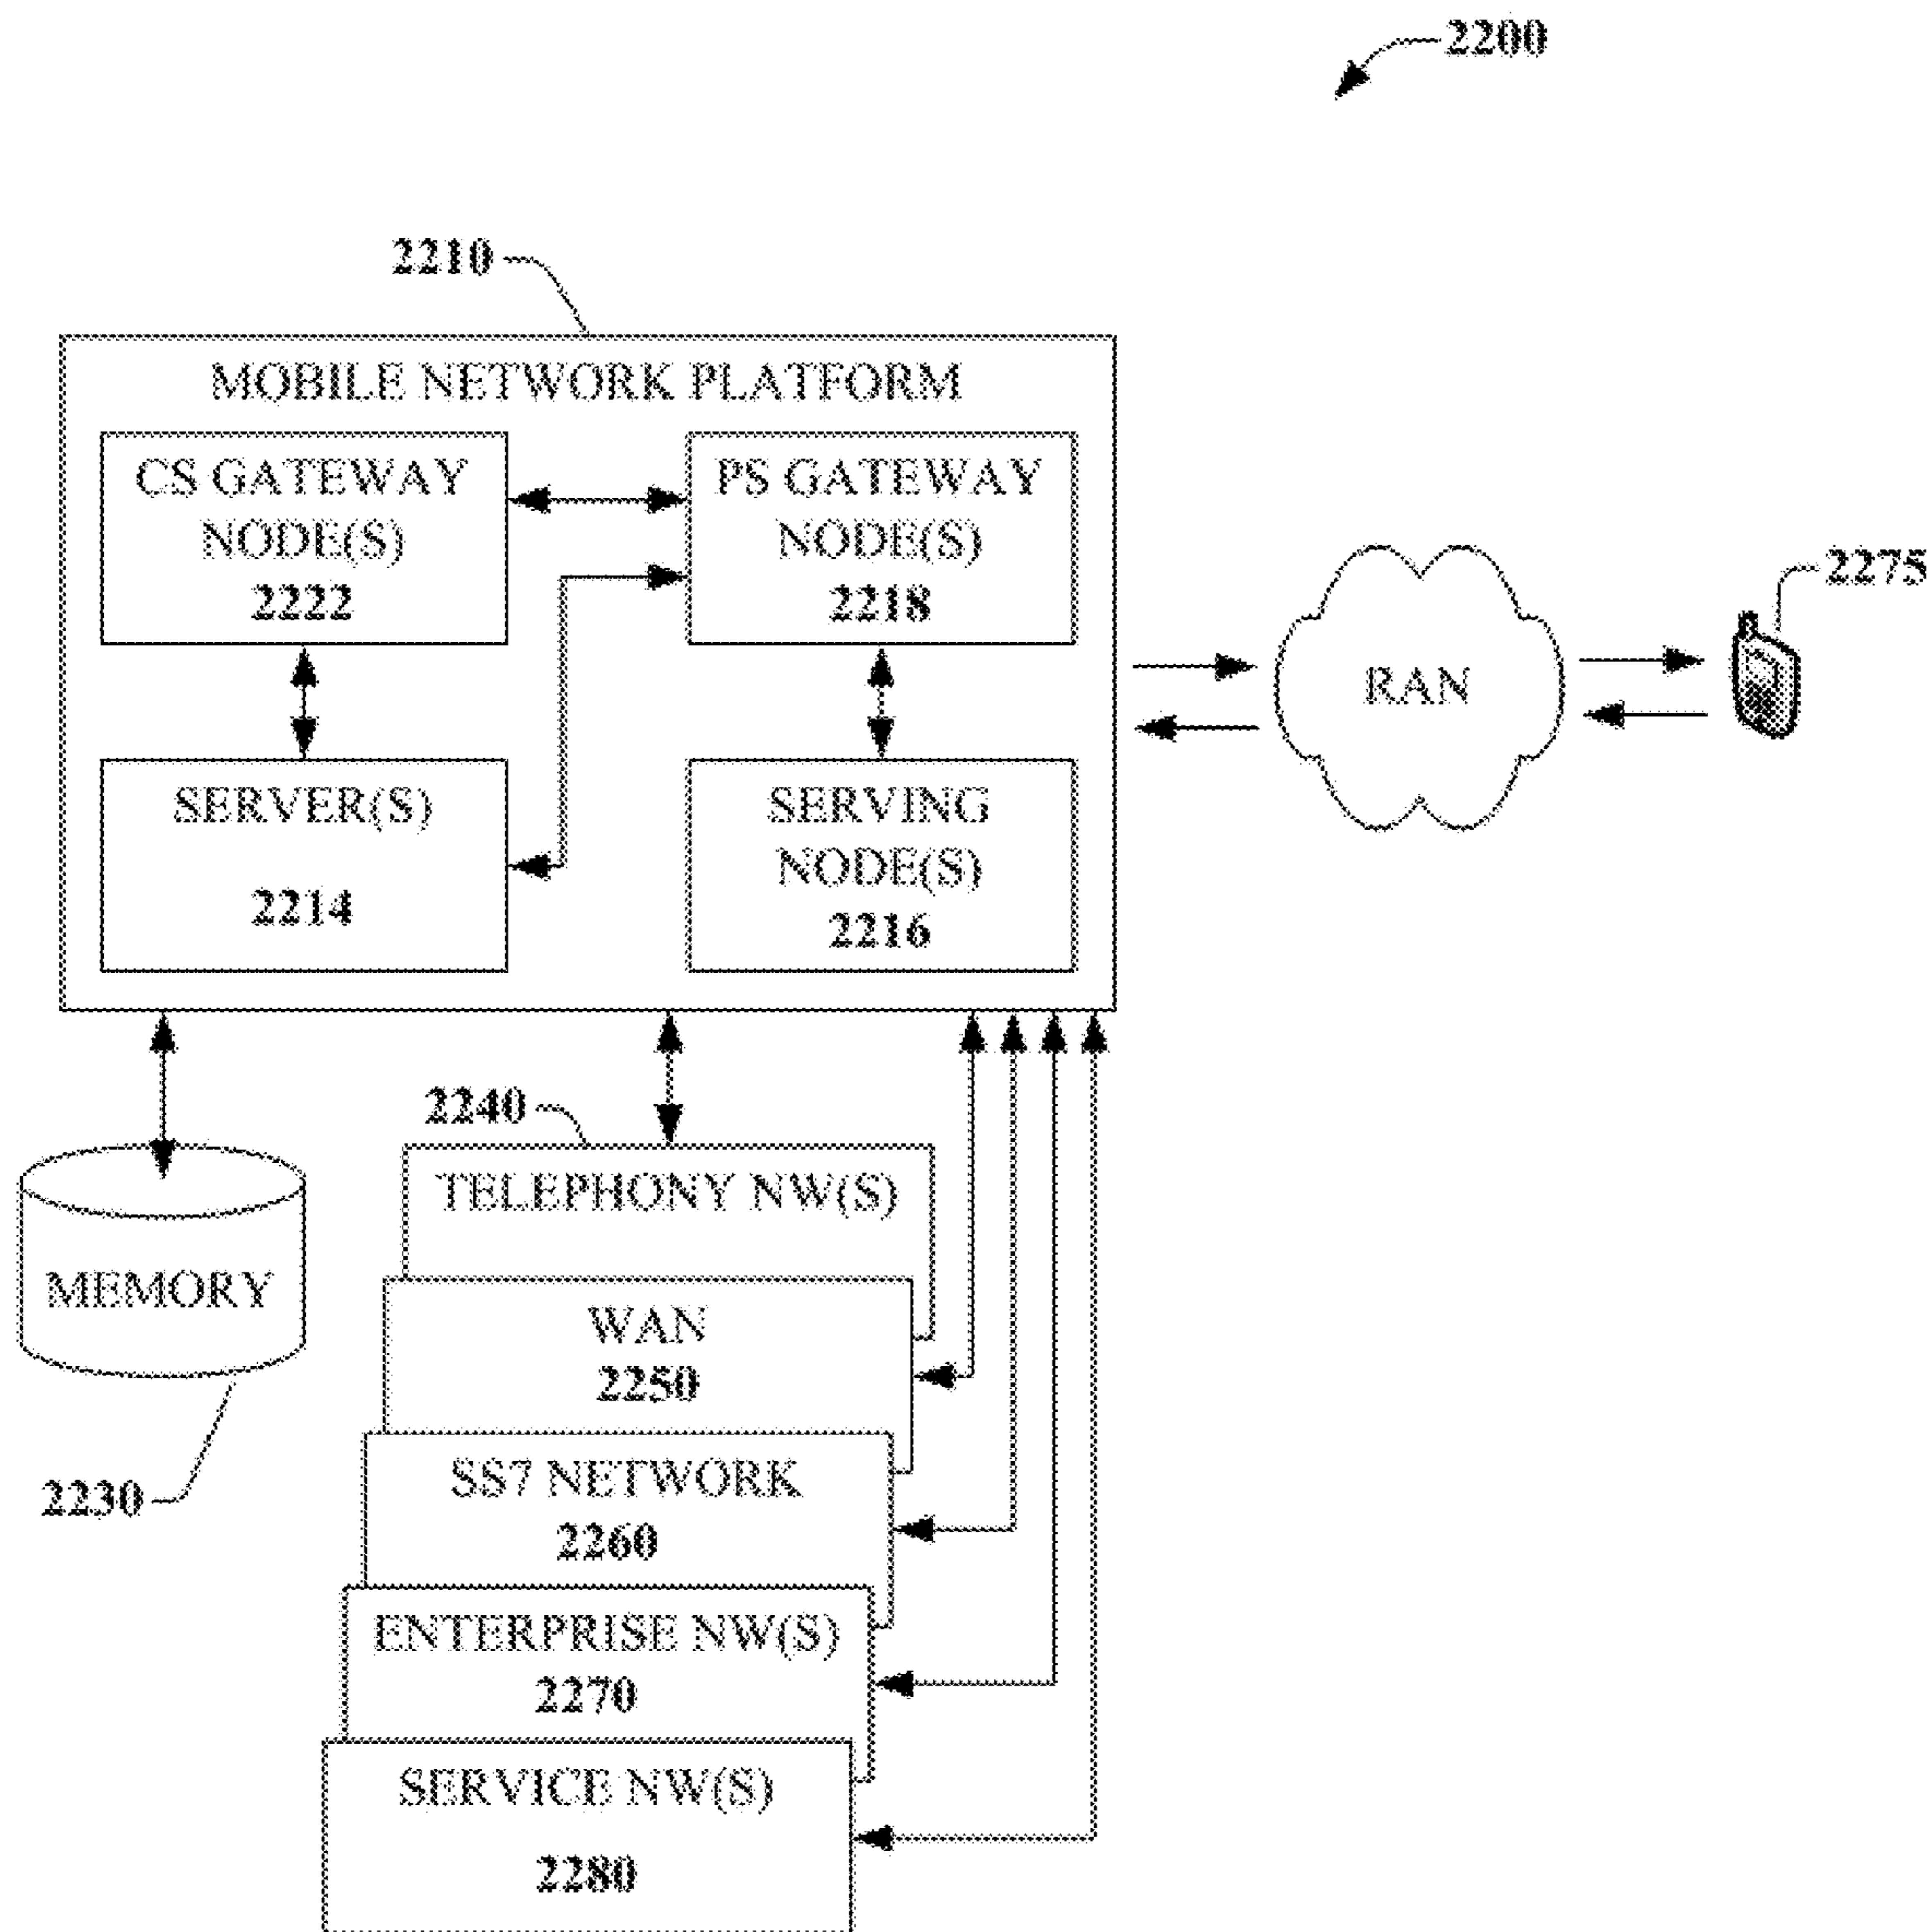 2200
2210
MOBILE NETWORK PLATFORM
CS GATEWAY
NODE(S)
2222
PS GATEWAY
NODE(S)
2218
SERVER(S)
2214
SERVING
NODE(S)
2216
RAN
2275
2240
TELEPHONY NW(S)
MEMORY
2230
WAN
2250
SS7 NETWORK
2260
ENTERPRISE NW(S)
2270
SERVICE NW(S)
2280